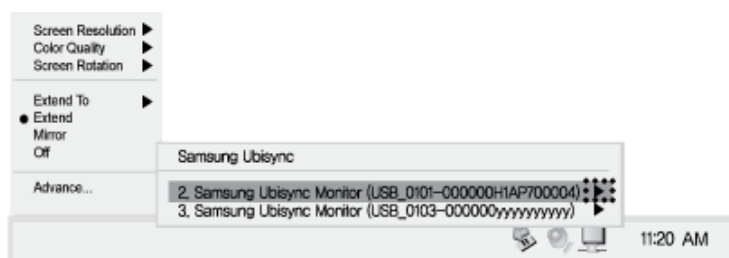 Screen Resolution
Color Quality
Screen Rotation
Extend To
Extend
Mirror
Off
Advance...
Samsung Ubisync
2, Samsung Ubisync Monitor (USB_0101-000000H1AP700004)
3, Samsung Ubisync Monitor (USB_0103-000000yyyyyyyyyy)
11:20 AM